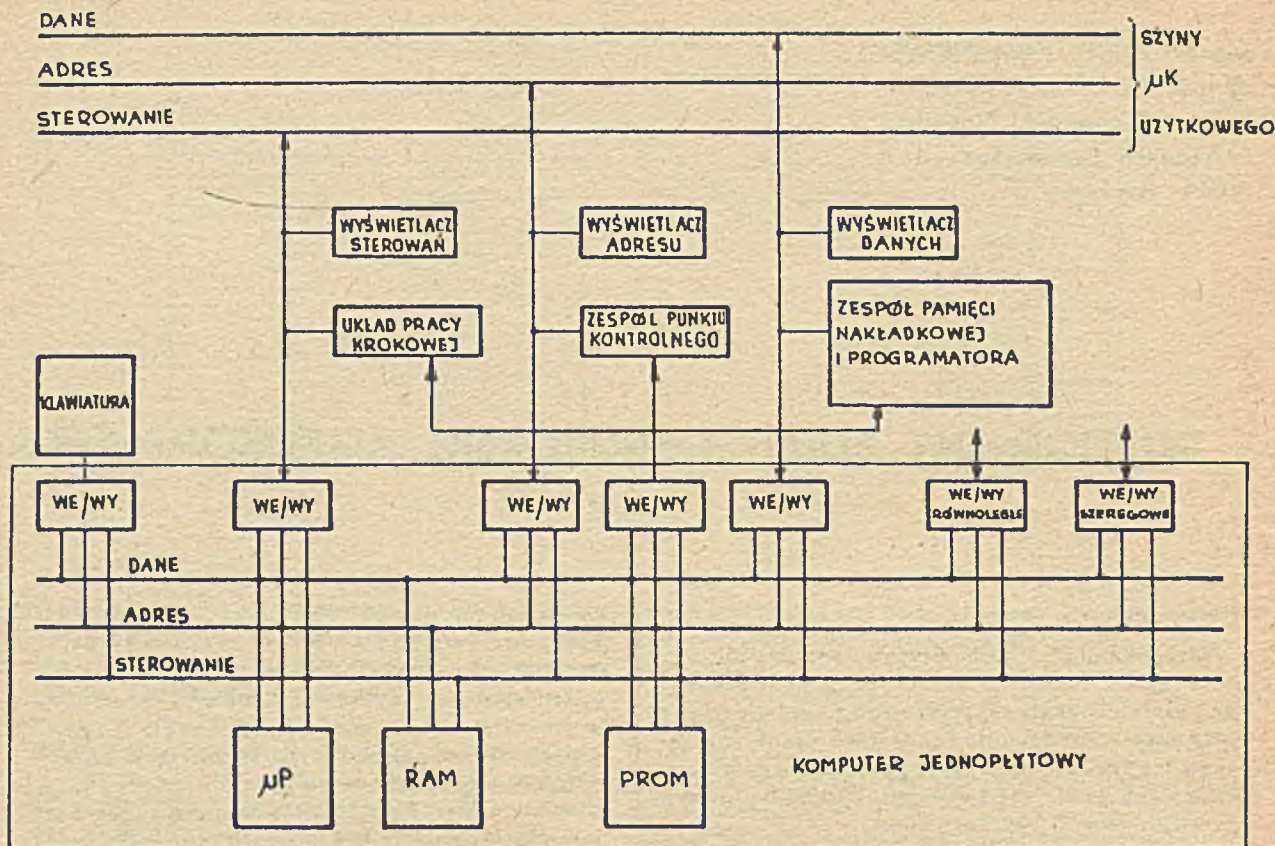 DANE
SZYNY
ADRES
µK
STEROWANIE
UZYTKOWEGO
WYŚWIETLACZ
STEROWAŃ
WYŚWIETLACZ
ADRESU
WYŚWIETLACZ
DANYCH
UKŁAD PRACY
KROKOWEJ
ZESPÓŁ PUNKTU
KONTROLNEGO
ZESPÓŁ PAMIĘCI
NAKŁADKOWEJ
I PROGRAMATORA
KLAWIATURA
WE/WY
WE/WY
WE/WY
WE/WY
WE/WY
WE/WY
RÓWNOLEGŁE
WE/WY
SZEREGOWE
DANE
ADRES
STEROWANIE
µP
RAM
PROM
KOMPUTER JEDNOPŁYTOWY